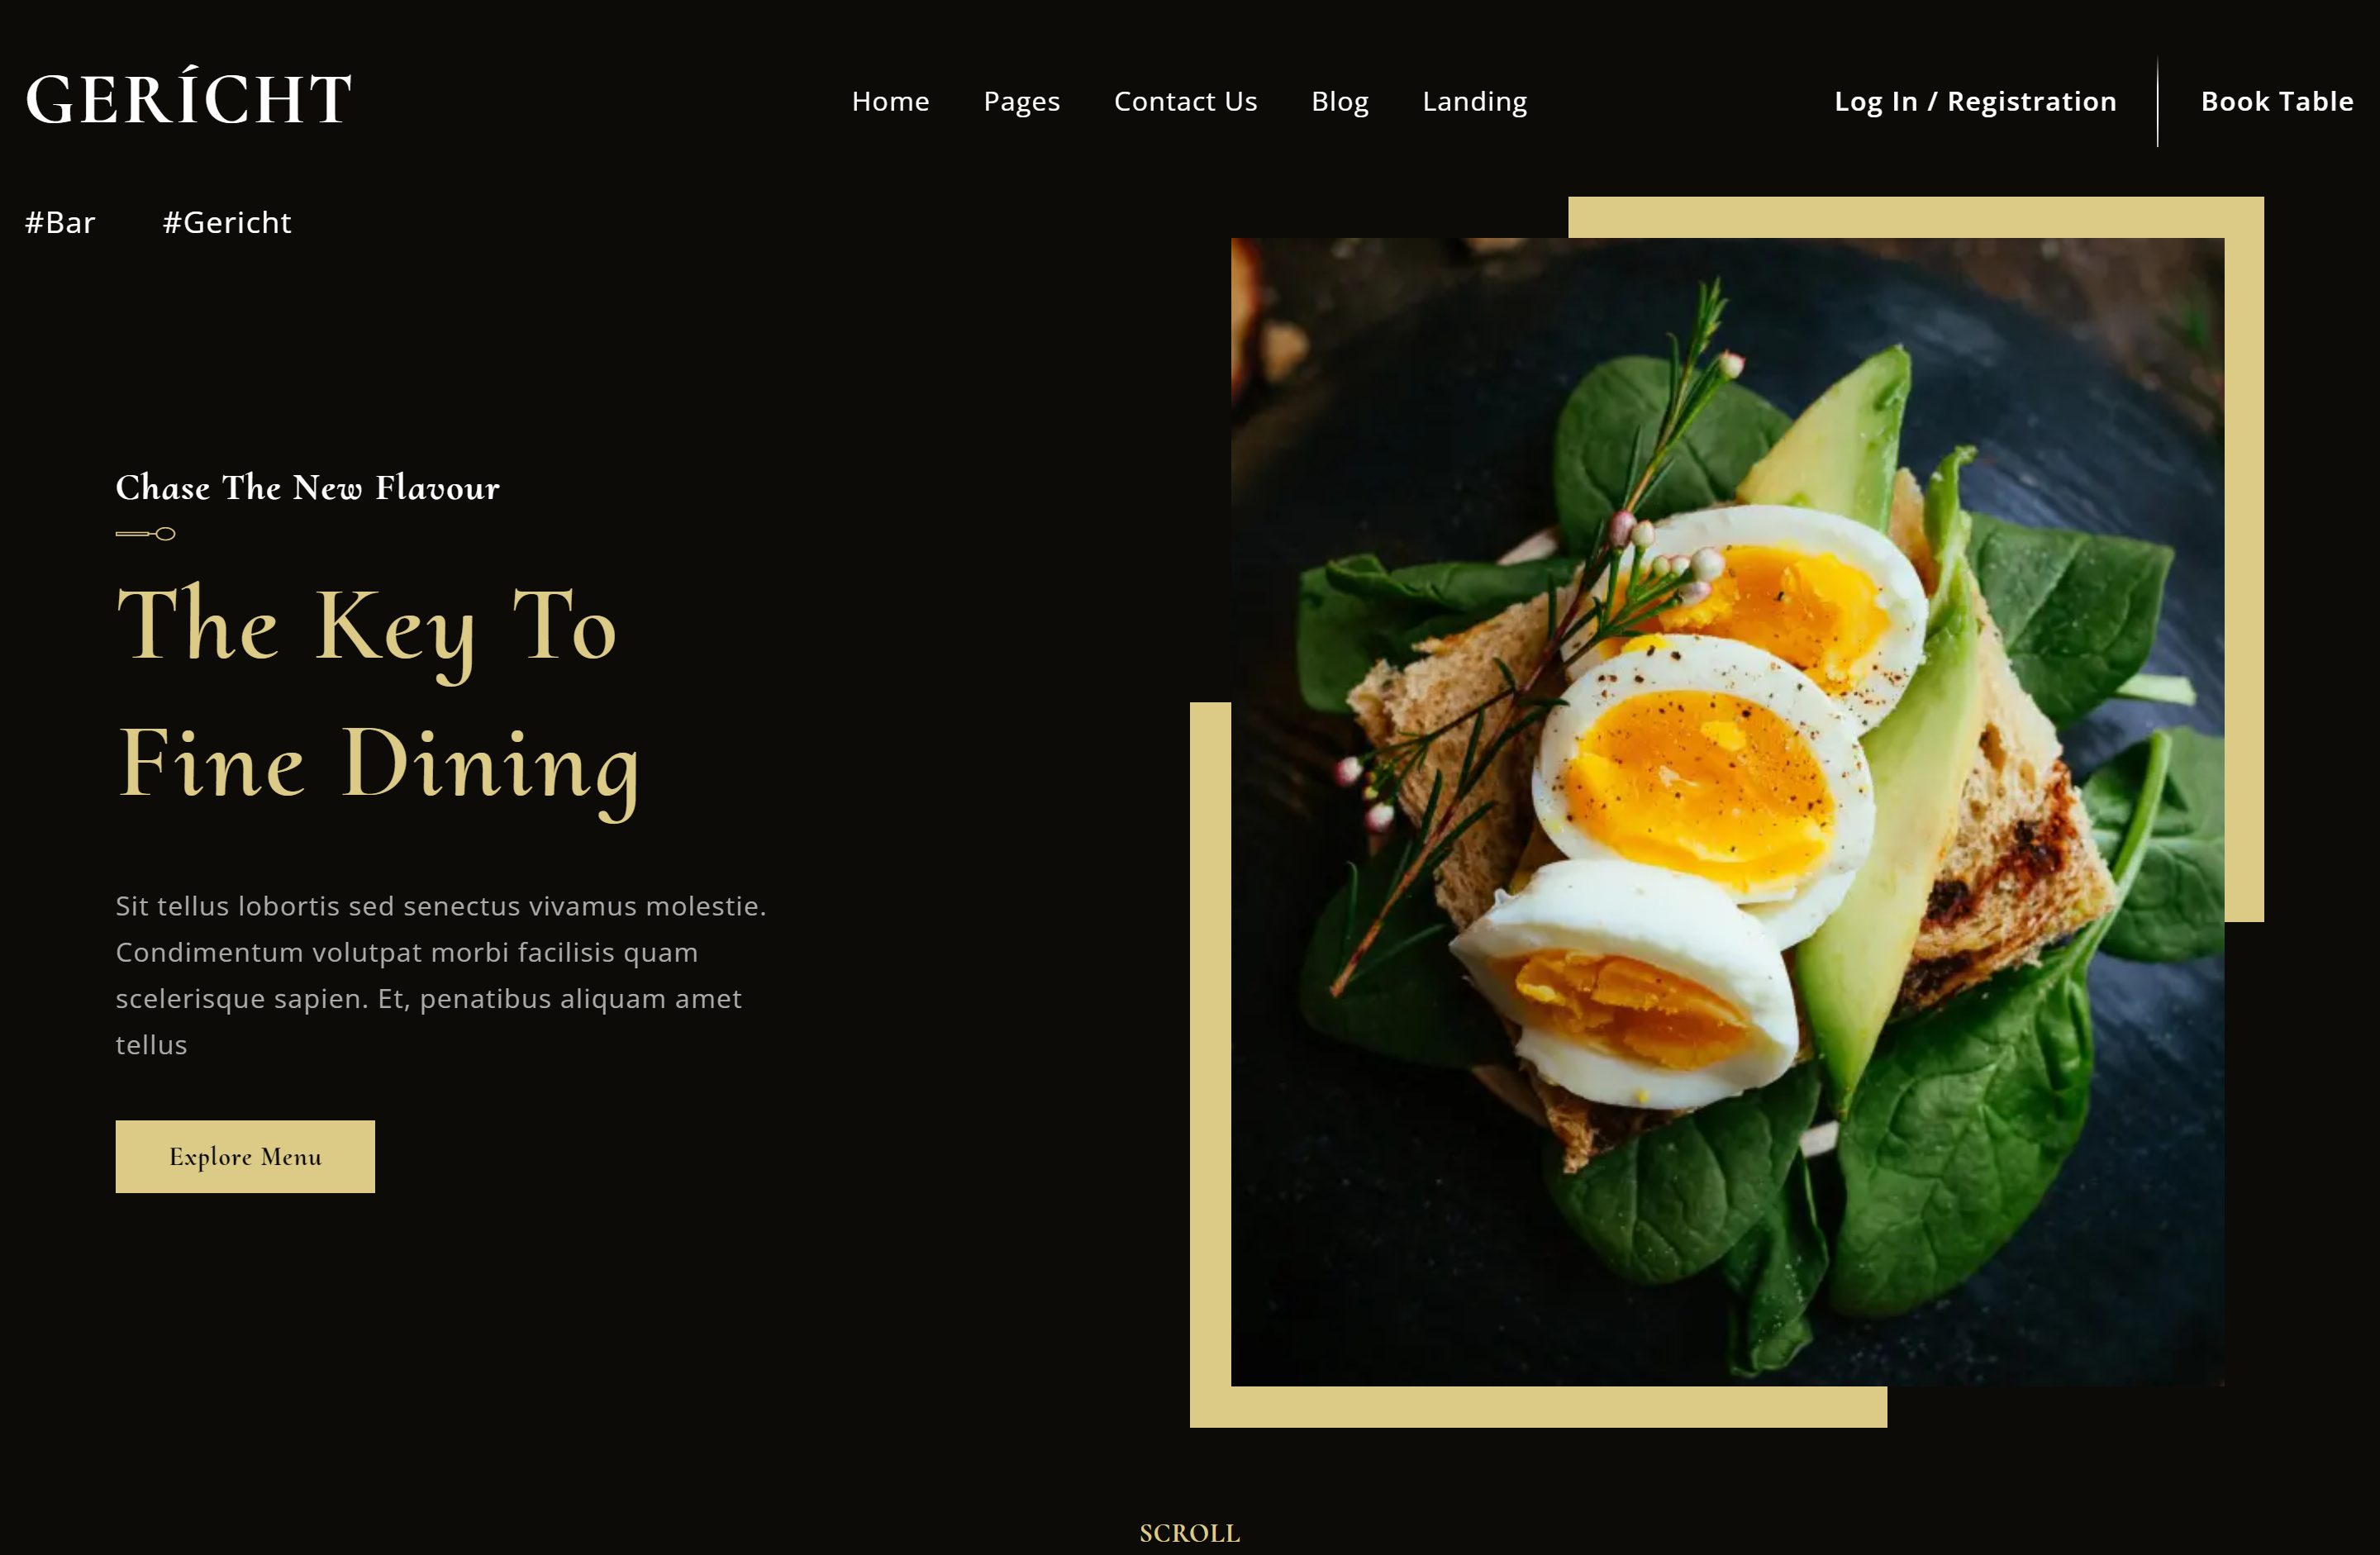 GERÍCHT
Home Pages Contact Us Blog Landing
Log In / Registration
Book Table
#Bar #Gericht
Chase The New Flavour
The Key To
Fine Dining
Sit tellus lobortis sed senectus vivamus molestie.
Condimentum volutpat morbi facilisis quam
scelerisque sapien. Et, penatibus aliquam amet
tellus
Explore Menu
SCROLL